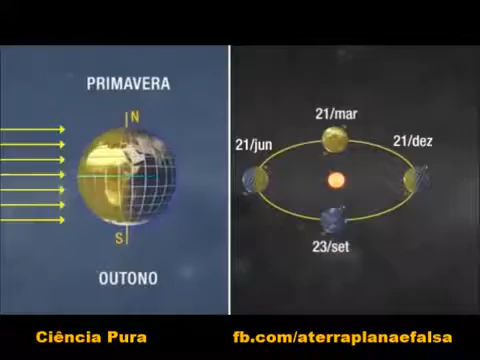 PRIMAVERA
N
S
OUTONO
21/mar
21/jun
21/dez
23/set
Ciência Pura
fb.com/aterraplanaefalsa